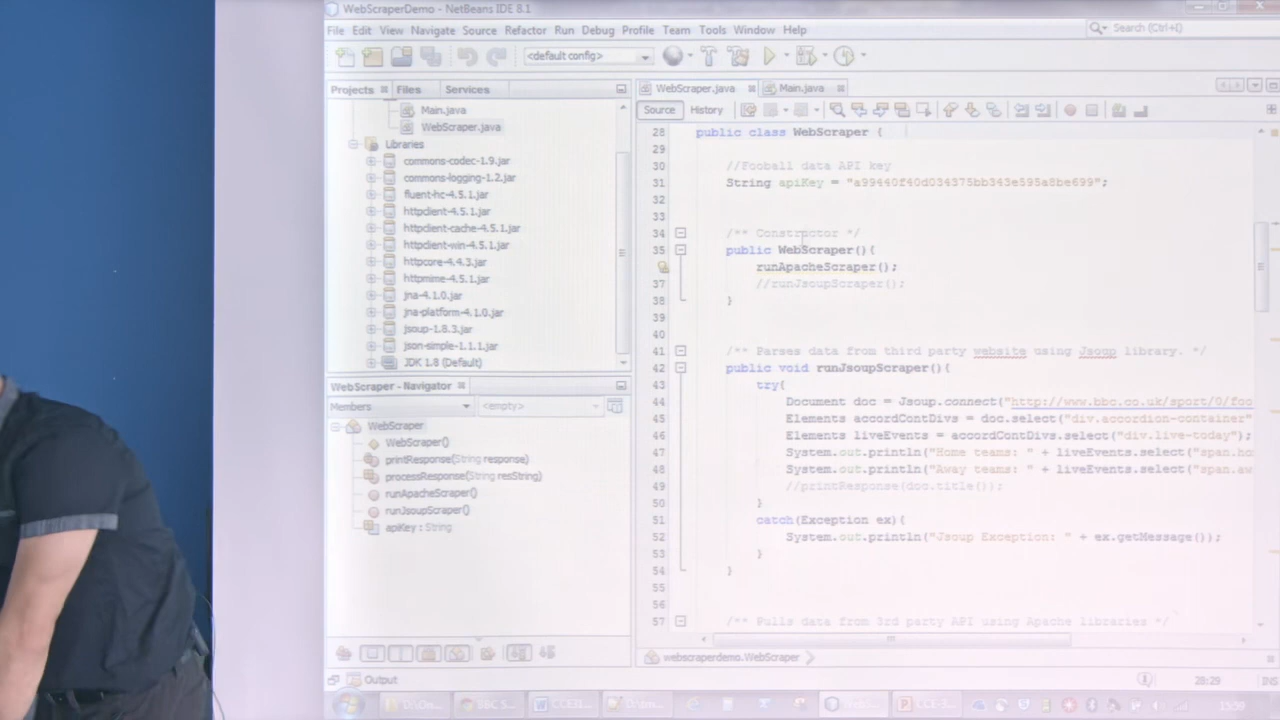 WebScraperDemo - NetBeans IDE 8.1
File Edit View Navigate Source Refactor Run Debug Profile Team Tools Window Help
Search (Ctrl+I)
<default config>
Projects Files Services
Main.java
WebScraper.java
Libraries
commons-codec-1.9.jar
commons-logging-1.2.jar
fluent-hc-4.5.1.jar
httpclient-4.5.1.jar
httpclient-cache-4.5.1.jar
httpclient-win-4.5.1.jar
httpcore-4.4.3.jar
httpmime-4.5.1.jar
jna-4.1.0.jar
jna-platform-4.1.0.jar
jsoup-1.8.3.jar
json-simple-1.1.1.jar
JDK 1.8 (Default)
WebScraper - Navigator
Members <empty>
WebScraper
WebScraper()
printResponse(String response)
processResponse(String resString)
runApacheScraper()
runJsoupScraper()
apiKey : String
WebScraper.java Main.java
Source History
28 public class WebScraper {
29
30 //Fooball data API key
31 String apiKey = "a99440f40d034375bb343e595a8be699";
32
33
34 /** Constructor */
35 public WebScraper(){
runApacheScraper();
37 //runJsoupScraper();
38 }
39
40
41 /** Parses data from third party website using Jsoup library. */
42 public void runJsoupScraper(){
43 try{
44 Document doc = Jsoup.connect("http://www.bbc.co.uk/sport/0/foo
45 Elements accordContDivs = doc.select("div.accordion-container"
46 Elements liveEvents = accordContDivs.select("div.live-today");
47 System.out.println("Home teams: " + liveEvents.select("span.ho
48 System.out.println("Away teams: " + liveEvents.select("span.aw
49 //printResponse(doc.title());
50 }
51 catch(Exception ex){
52 System.out.println("Jsoup Exception: " + ex.getMessage());
53 }
54 }
55
56
57 /** Pulls data from 3rd party API using Apache libraries */
webscraperdemo.WebScraper
Output
28:29 INS
BBC S...
15:39